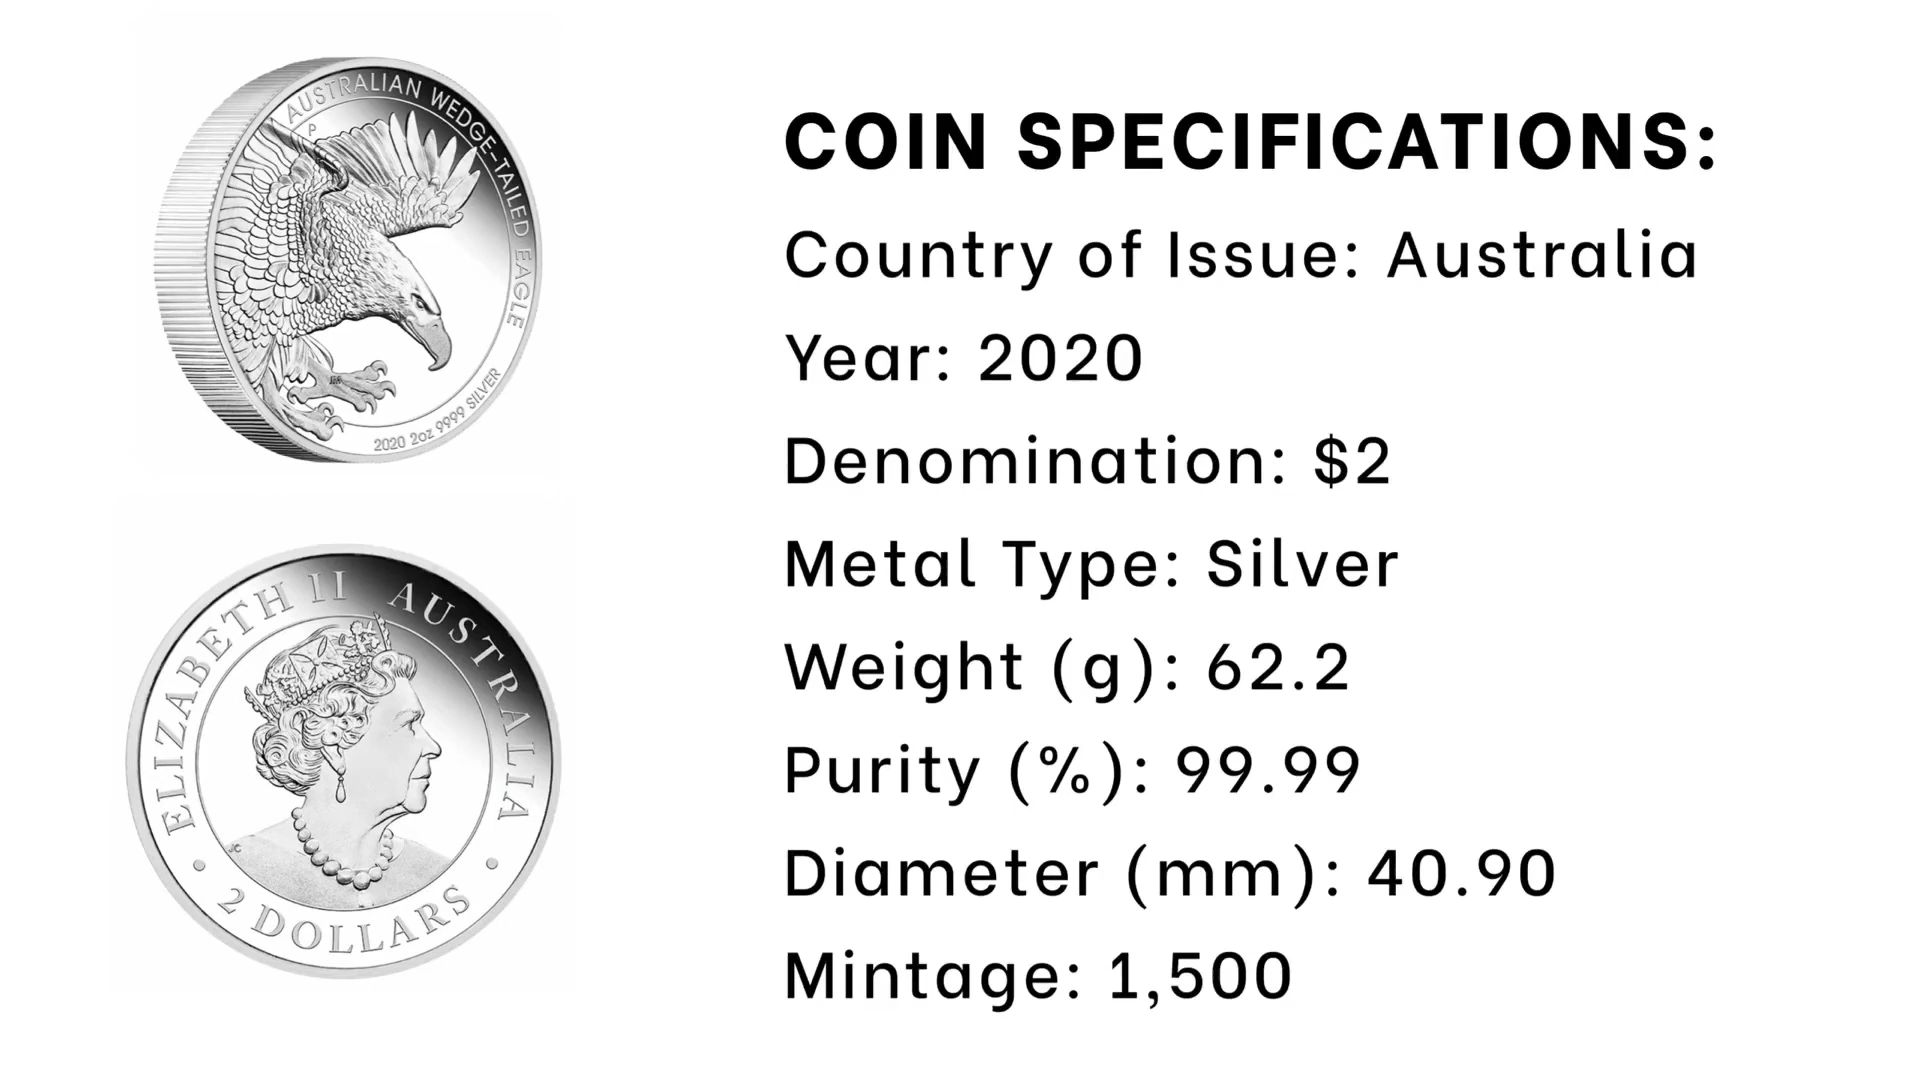 AUSTRALIAN WEDGE-TAILED EAGLE
P
JM
2020 2oz 9999 SILVER
ELIZABETH II AUSTRALIA
JC
2 DOLLARS
COIN SPECIFICATIONS:
Country of Issue: Australia
Year: 2020
Denomination: $2
Metal Type: Silver
Weight (g): 62.2
Purity (%): 99.99
Diameter (mm): 40.90
Mintage: 1,500